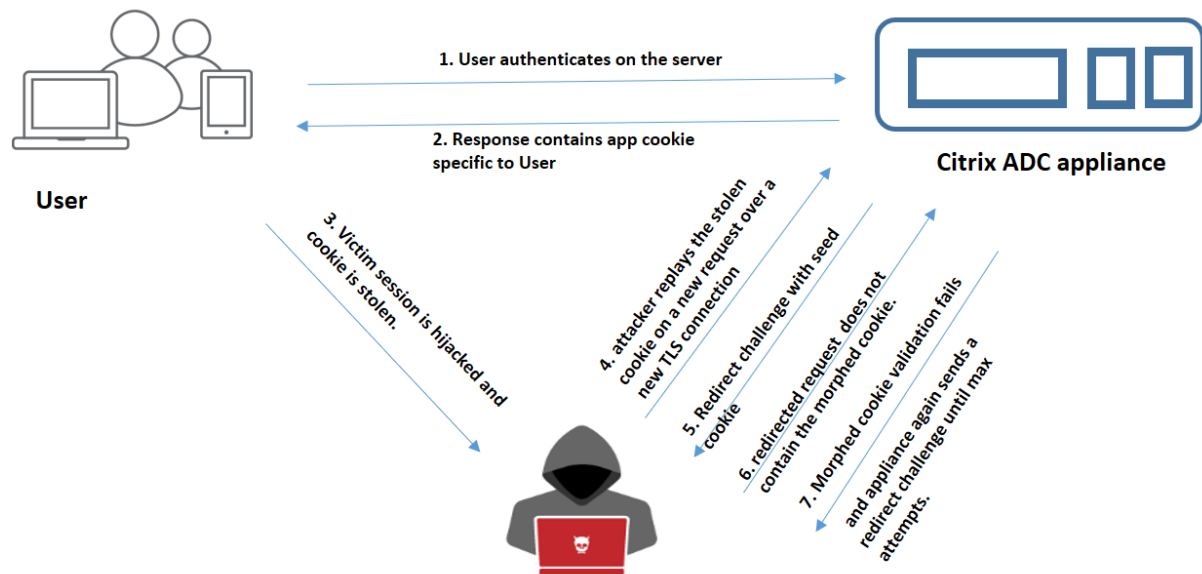 1. User authenticates on the server
2. Response contains app cookie
specific to User
User
Citrix ADC appliance
3. Victim session is hijacked and
cookie is stolen.
4. attacker replays the stolen
cookie on a new request over a
new TLS connection
5. Redirect challenge with seed
cookie
6. redirected request does not
contain the morphed cookie.
7. Morphed cookie validation fails
and appliance again sends a
redirect challenge until max
attempts.